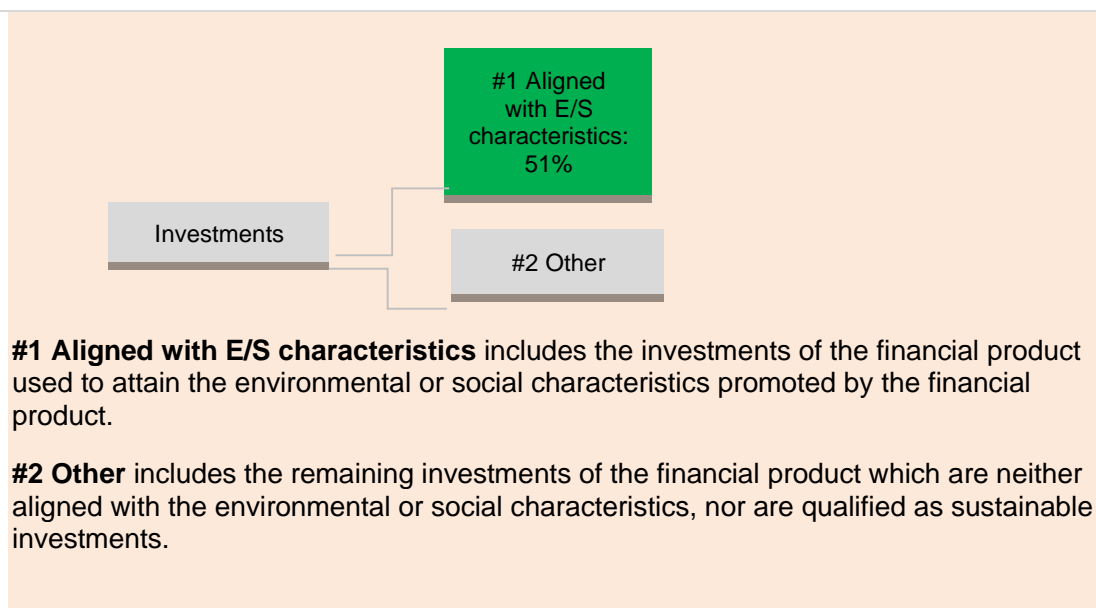 #1 Aligned
with E/S
characteristics:
51%
Investments
#2 Other
#1 Aligned with E/S characteristics includes the investments of the financial product
used to attain the environmental or social characteristics promoted by the financial
product.
#2 Other includes the remaining investments of the financial product which are neither
aligned with the environmental or social characteristics, nor are qualified as sustainable
investments.